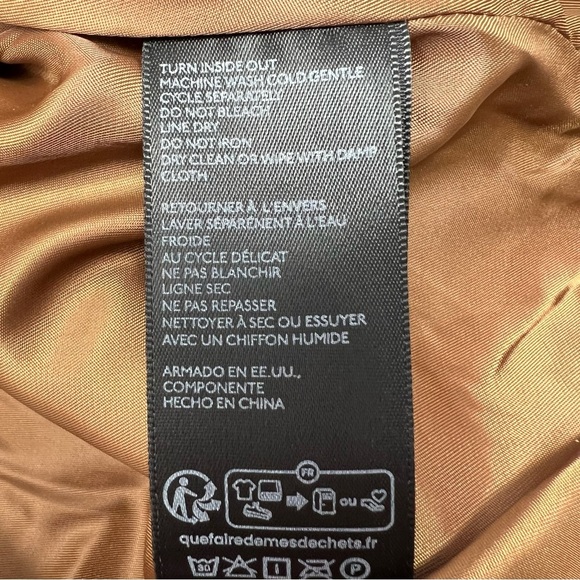 TURN INSIDE OUT
MACHINE WASH COLD GENTLE
CYCLE SEPARATELY
DO NOT BLEACH
LINE DRY
DO NOT IRON
DRY CLEAN OR WIPE WITH DAMP
CLOTH
RETOURNER À L'ENVERS
LAVER SÉPARÉNENT À L'EAU
FROIDE
AU CYCLE DÉLICAT
NE PAS BLANCHIR
LIGNE SEC
NE PAS REPASSER
NETTOYER À SEC OU ESSUYER
AVEC UN CHIFFON HUMIDE
ARMADO EN EE.UU.,
COMPONENTE
HECHO EN CHINA
FR
OU
quefairedemesdechets.fr
30
P